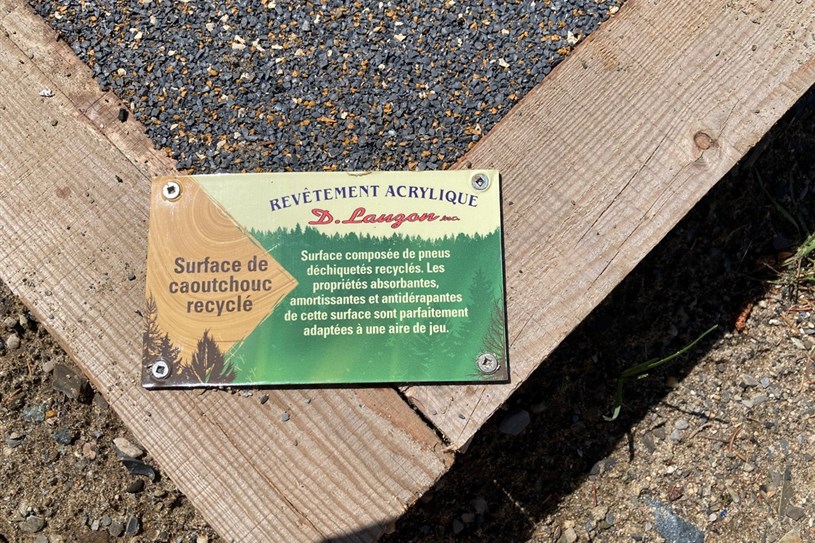 REVÊTEMENT ACRYLIQUE
D. Lauzon INC.
Surface de
caoutchouc
recyclé
Surface composée de pneus
déchiquetés recyclés. Les
propriétés absorbantes,
amortissantes et antidérapantes
de cette surface sont parfaitement
adaptées à une aire de jeu.